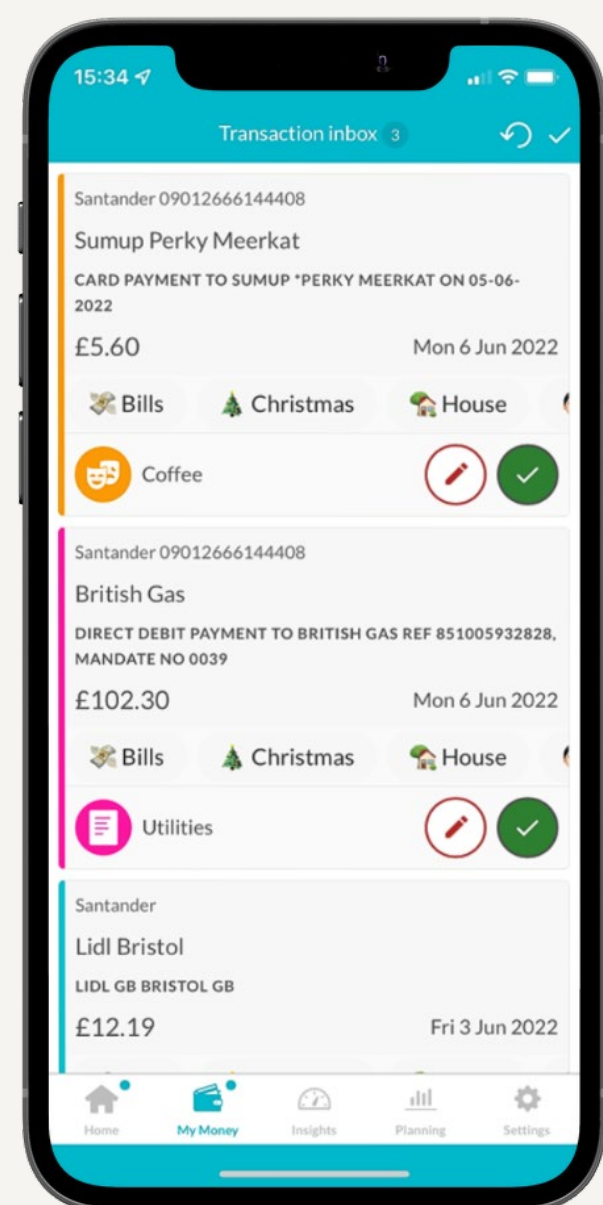 15:34
Transaction inbox 3
Santander 09012666144408
Sumup Perky Meerkat
CARD PAYMENT TO SUMUP *PERKY MEERKAT ON 05-06-
2022
£5.60 Mon 6 Jun 2022
Bills Christmas House
Coffee
Santander 09012666144408
British Gas
DIRECT DEBIT PAYMENT TO BRITISH GAS REF 851005932828,
MANDATE NO 0039
£102.30 Mon 6 Jun 2022
Bills Christmas House
Utilities
Santander
Lidl Bristol
LIDL GB BRISTOL GB
£12.19 Fri 3 Jun 2022
Home My Money Insights Planning Settings